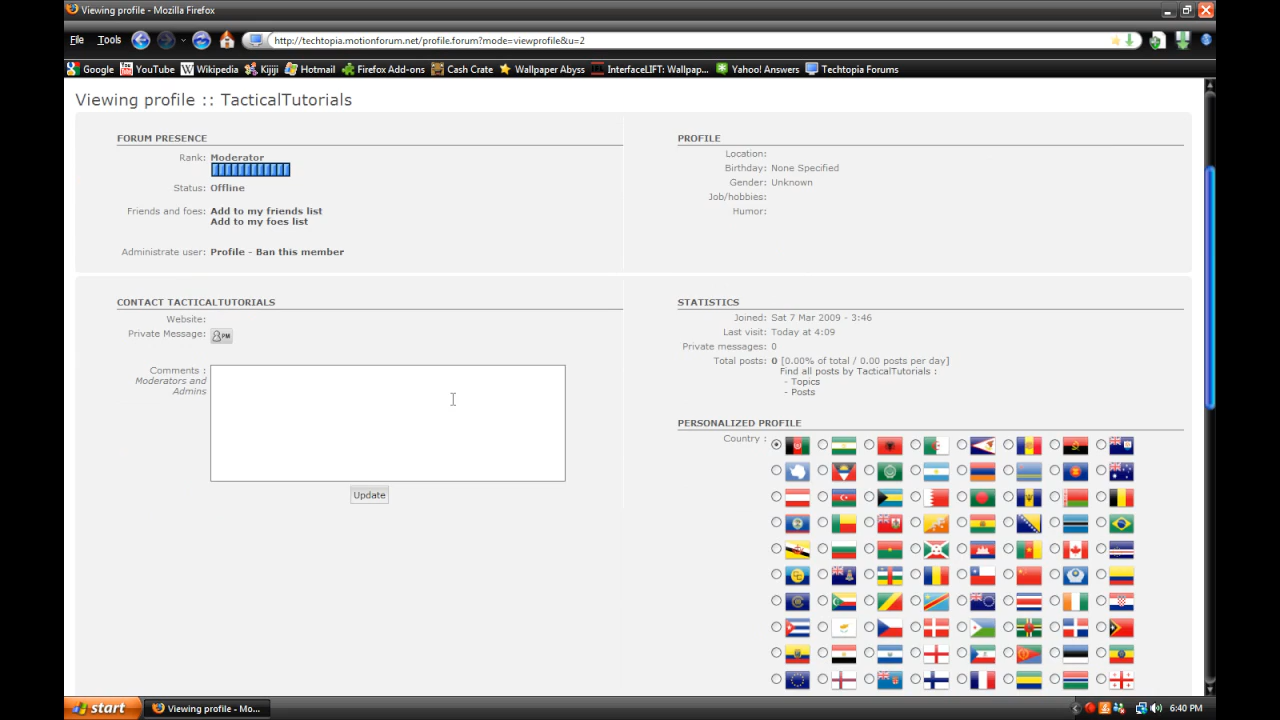 Viewing profile - Mozilla Firefox
File Tools http://techtopia.motionforum.net/profile.forum?mode=viewprofile&u=2
Google YouTube Wikipedia Kijiji Hotmail Firefox Add-ons Cash Crate Wallpaper Abyss InterfaceLIFT: Wallpap... Yahoo! Answers Techtopia Forums
Viewing profile :: TacticalTutorials
FORUM PRESENCE
Rank: Moderator
Status: Offline
Friends and foes: Add to my friends list
Add to my foes list
Administrate user: Profile - Ban this member
PROFILE
Location:
Birthday: None Specified
Gender: Unknown
Job/hobbies:
Humor:
CONTACT TACTICALTUTORIALS
Website:
Private Message: PM
Comments :
Moderators and
Admins
Update
STATISTICS
Joined: Sat 7 Mar 2009 - 3:46
Last visit: Today at 4:09
Private messages: 0
Total posts: 0 [0.00% of total / 0.00 posts per day]
Find all posts by TacticalTutorials :
- Topics
- Posts
PERSONALIZED PROFILE
Country :
start Viewing profile - Mo... 6:40 PM